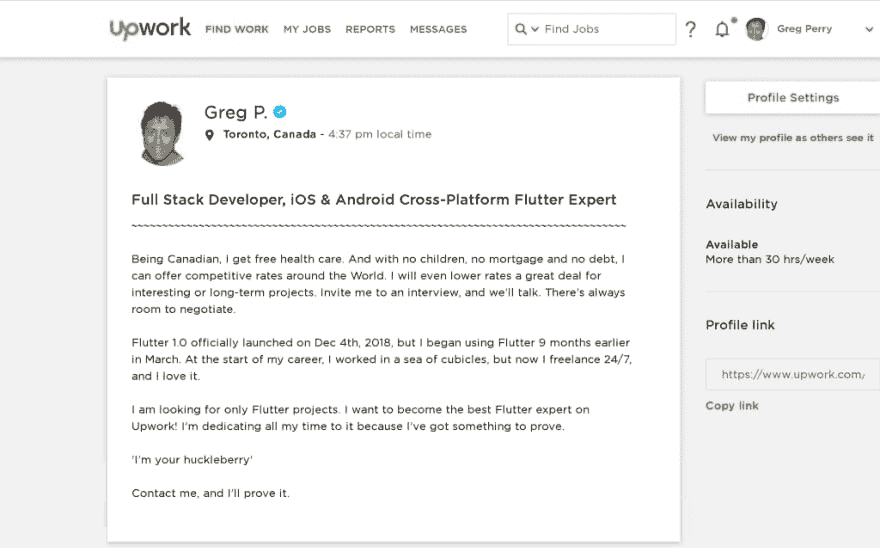 upwork FIND WORK MY JOBS REPORTS MESSAGES Find Jobs ? Greg Perry
Greg P.
Toronto, Canada - 4:37 pm local time
Full Stack Developer, iOS & Android Cross-Platform Flutter Expert
~~~~~~~~~~~~~~~~~~~~~~~~~~~~~~~~~~~~~~~~~~~~~~~~~~~~~~~~~~~~~~~~~~~~~~~~~~~~~~~~
Being Canadian, I get free health care. And with no children, no mortgage and no debt, I
can offer competitive rates around the World. I will even lower rates a great deal for
interesting or long-term projects. Invite me to an interview, and we'll talk. There's always
room to negotiate.
Flutter 1.0 officially launched on Dec 4th, 2018, but I began using Flutter 9 months earlier
in March. At the start of my career, I worked in a sea of cubicles, but now I freelance 24/7,
and I love it.
I am looking for only Flutter projects. I want to become the best Flutter expert on
Upwork! I'm dedicating all my time to it because I've got something to prove.
'I'm your huckleberry'
Contact me, and I'll prove it.
Profile Settings
View my profile as others see it
Availability
Available
More than 30 hrs/week
Profile link
https://www.upwork.com/
Copy link